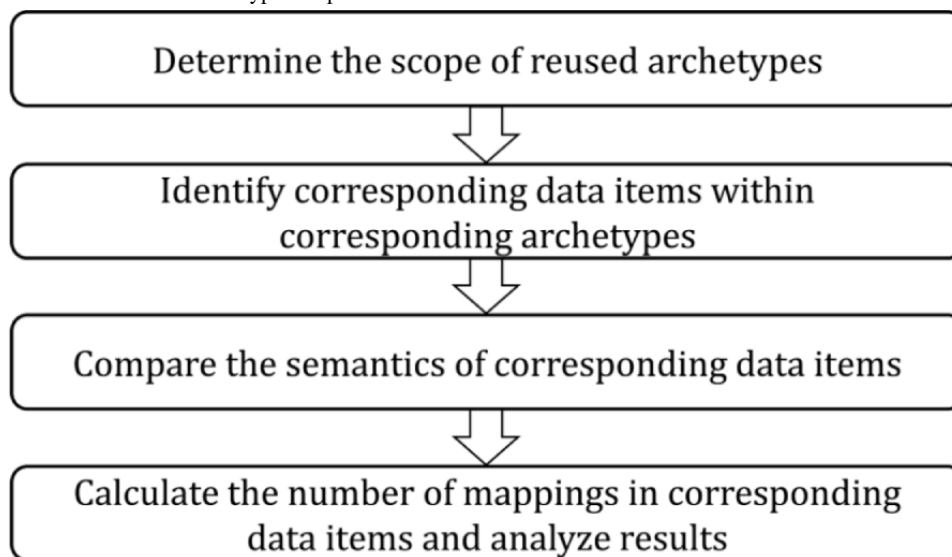 Determine the scope of reused archetypes
Identify corresponding data items within
corresponding archetypes
Compare the semantics of corresponding data items
Calculate the number of mappings in corresponding
data items and analyze results